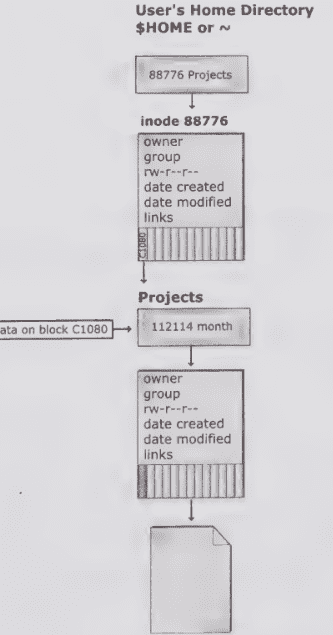 User's Home Directory
$HOME or ~
88776 Projects
inode 88776
owner
group
rw-r--r--
date created
date modified
links
C1080
Projects
ata on block C1080
112114 month
owner
group
rw-r--r--
date created
date modified
links